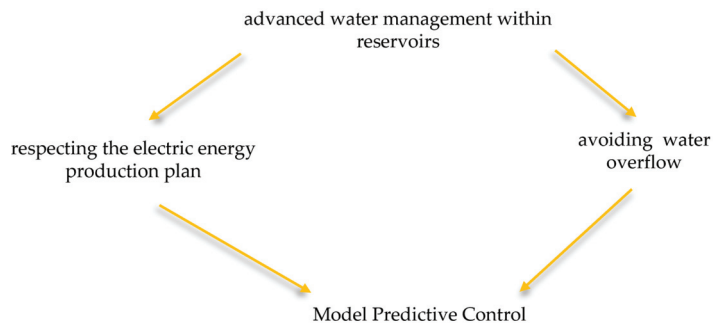 advanced water management within
reservoirs
respecting the electric energy
production plan
avoiding water
overflow
Model Predictive Control